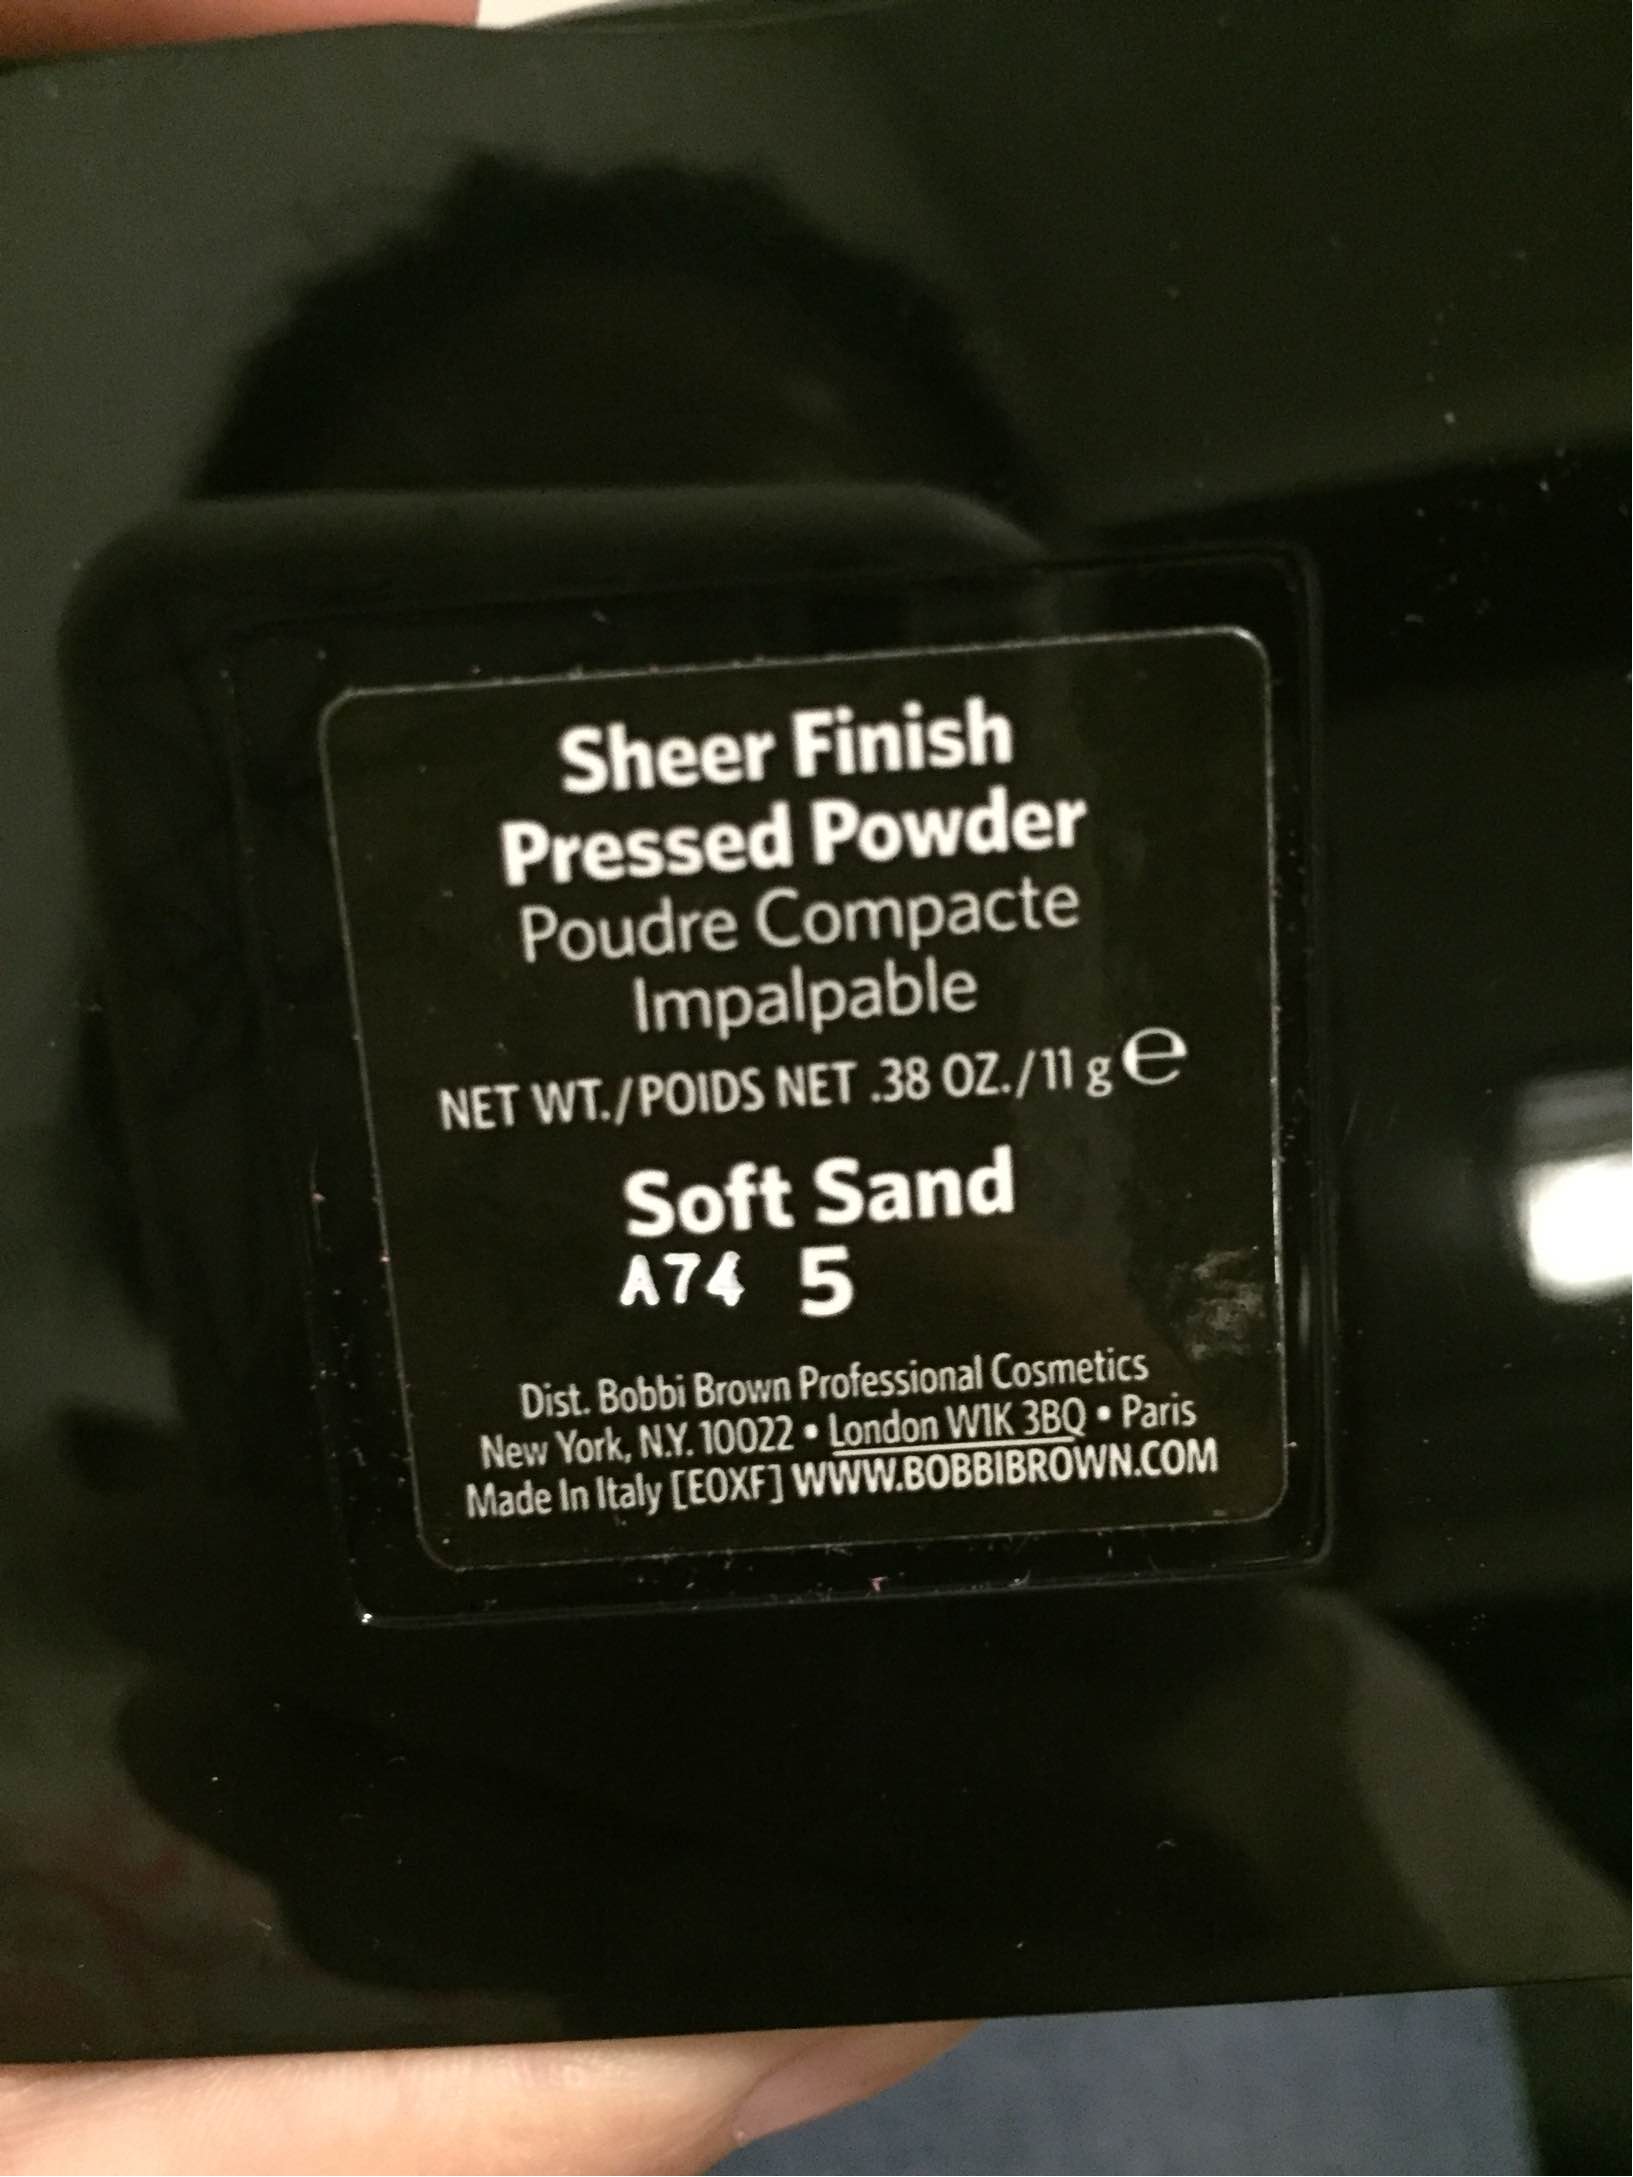 Sheer Finish
Pressed Powder
Poudre Compacte
Impalpable
NET WT./POIDS NET .38 OZ./11 g ℮
Soft Sand
A74 5
Dist. Bobbi Brown Professional Cosmetics
New York, N.Y. 10022 • London W1K 3BQ • Paris
Made In Italy [EOXF] WWW.BOBBIBROWN.COM